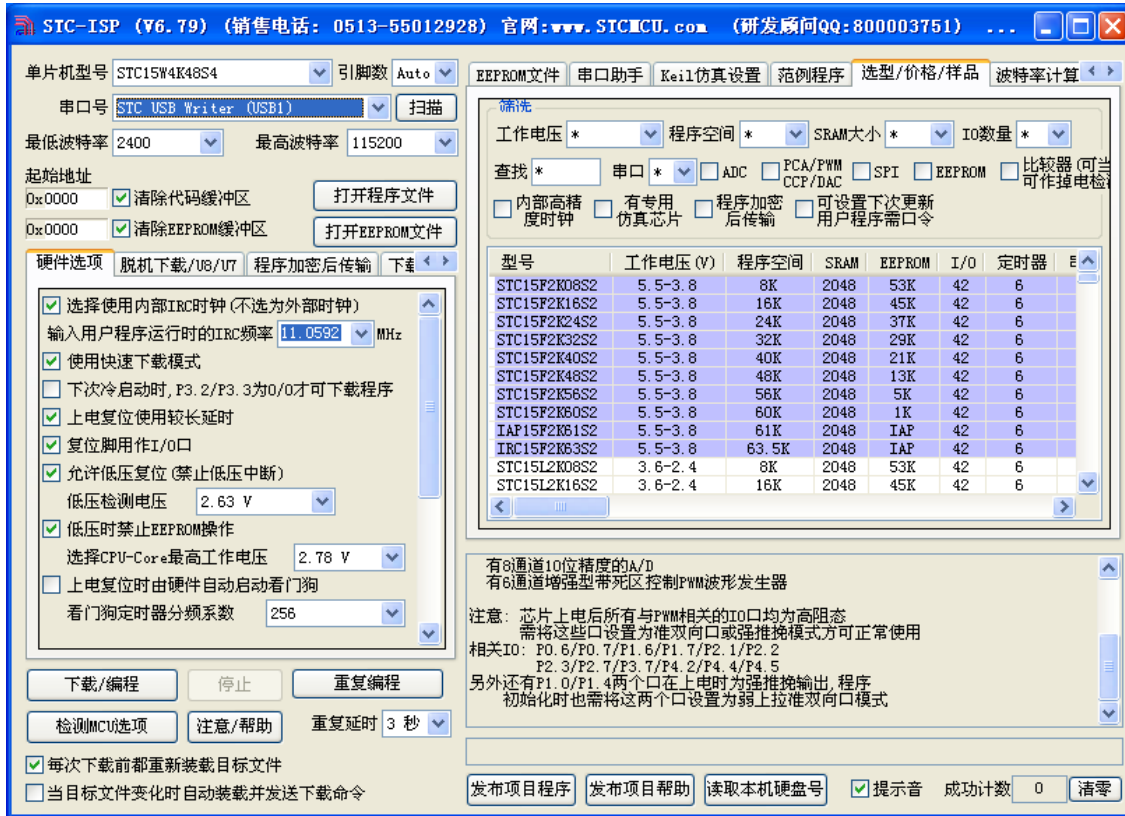 STC-ISP (V6.79) (销售电话: 0513-55012928) 官网:www.STCMCU.com (研发顾问QQ:800003751) ...
单片机型号 STC15W4K48S4 引脚数 Auto
串口号 STC USB Writer (USB1) 扫描
最低波特率 2400 最高波特率 115200
起始地址
0x0000 清除代码缓冲区 打开程序文件
0x0000 清除EEPROM缓冲区 打开EEPROM文件
硬件选项 脱机下载/U8/U7 程序加密后传输
选择使用内部IRC时钟(不选为外部时钟)
输入用户程序运行时的IRC频率 11.0592 MHz
使用快速下载模式
下次冷启动时,P3.2/P3.3为0/0才可下载程序
上电复位使用较长延时
复位脚用作I/O口
允许低压复位(禁止低压中断)
低压检测电压 2.63 V
低压时禁止EEPROM操作
选择CPU-Core最高工作电压 2.78 V
上电复位时由硬件自动启动看门狗
看门狗定时器分频系数 256
下载/编程 停止 重复编程
检测MCU选项 注意/帮助 重复延时 3 秒
每次下载前都重新装载目标文件
当目标文件变化时自动装载并发送下载命令
EEPROM文件 串口助手 Keil仿真设置 范例程序 选型/价格/样品 波特率计算
筛选
工作电压 * 程序空间 * SRAM大小 * IO数量 *
查找 * 串口 * ADC PCA/PWM CCP/DAC SPI EEPROM 比较器(可当
可作掉电检
内部高精度时钟 有专用仿真芯片 程序加密后传输 可设置下次更新用户程序需口令
型号 工作电压(V) 程序空间 SRAM EEPROM I/O 定时器
STC15F2K08S2 5.5-3.8 8K 2048 53K 42 6
STC15F2K16S2 5.5-3.8 16K 2048 45K 42 6
STC15F2K24S2 5.5-3.8 24K 2048 37K 42 6
STC15F2K32S2 5.5-3.8 32K 2048 29K 42 6
STC15F2K40S2 5.5-3.8 40K 2048 21K 42 6
STC15F2K48S2 5.5-3.8 48K 2048 13K 42 6
STC15F2K56S2 5.5-3.8 56K 2048 5K 42 6
STC15F2K60S2 5.5-3.8 60K 2048 1K 42 6
IAP15F2K61S2 5.5-3.8 61K 2048 IAP 42 6
IRC15F2K63S2 5.5-3.8 63.5K 2048 IAP 42 6
STC15L2K08S2 3.6-2.4 8K 2048 53K 42 6
STC15L2K16S2 3.6-2.4 16K 2048 45K 42 6
有8通道10位精度的A/D
有6通道增强型带死区控制PWM波形发生器
注意: 芯片上电后所有与PWM相关的IO口均为高阻态
需将这些口设置为准双向口或强推挽模式方可正常使用
相关IO: P0.6/P0.7/P1.6/P1.7/P2.1/P2.2
P2.3/P2.7/P3.7/P4.2/P4.4/P4.5
另外还有P1.0/P1.4两个口在上电时为强推挽输出,程序
初始化时也需将这两个口设置为弱上拉准双向口模式
发布项目程序 发布项目帮助 读取本机硬盘号 提示音 成功计数 0 清零